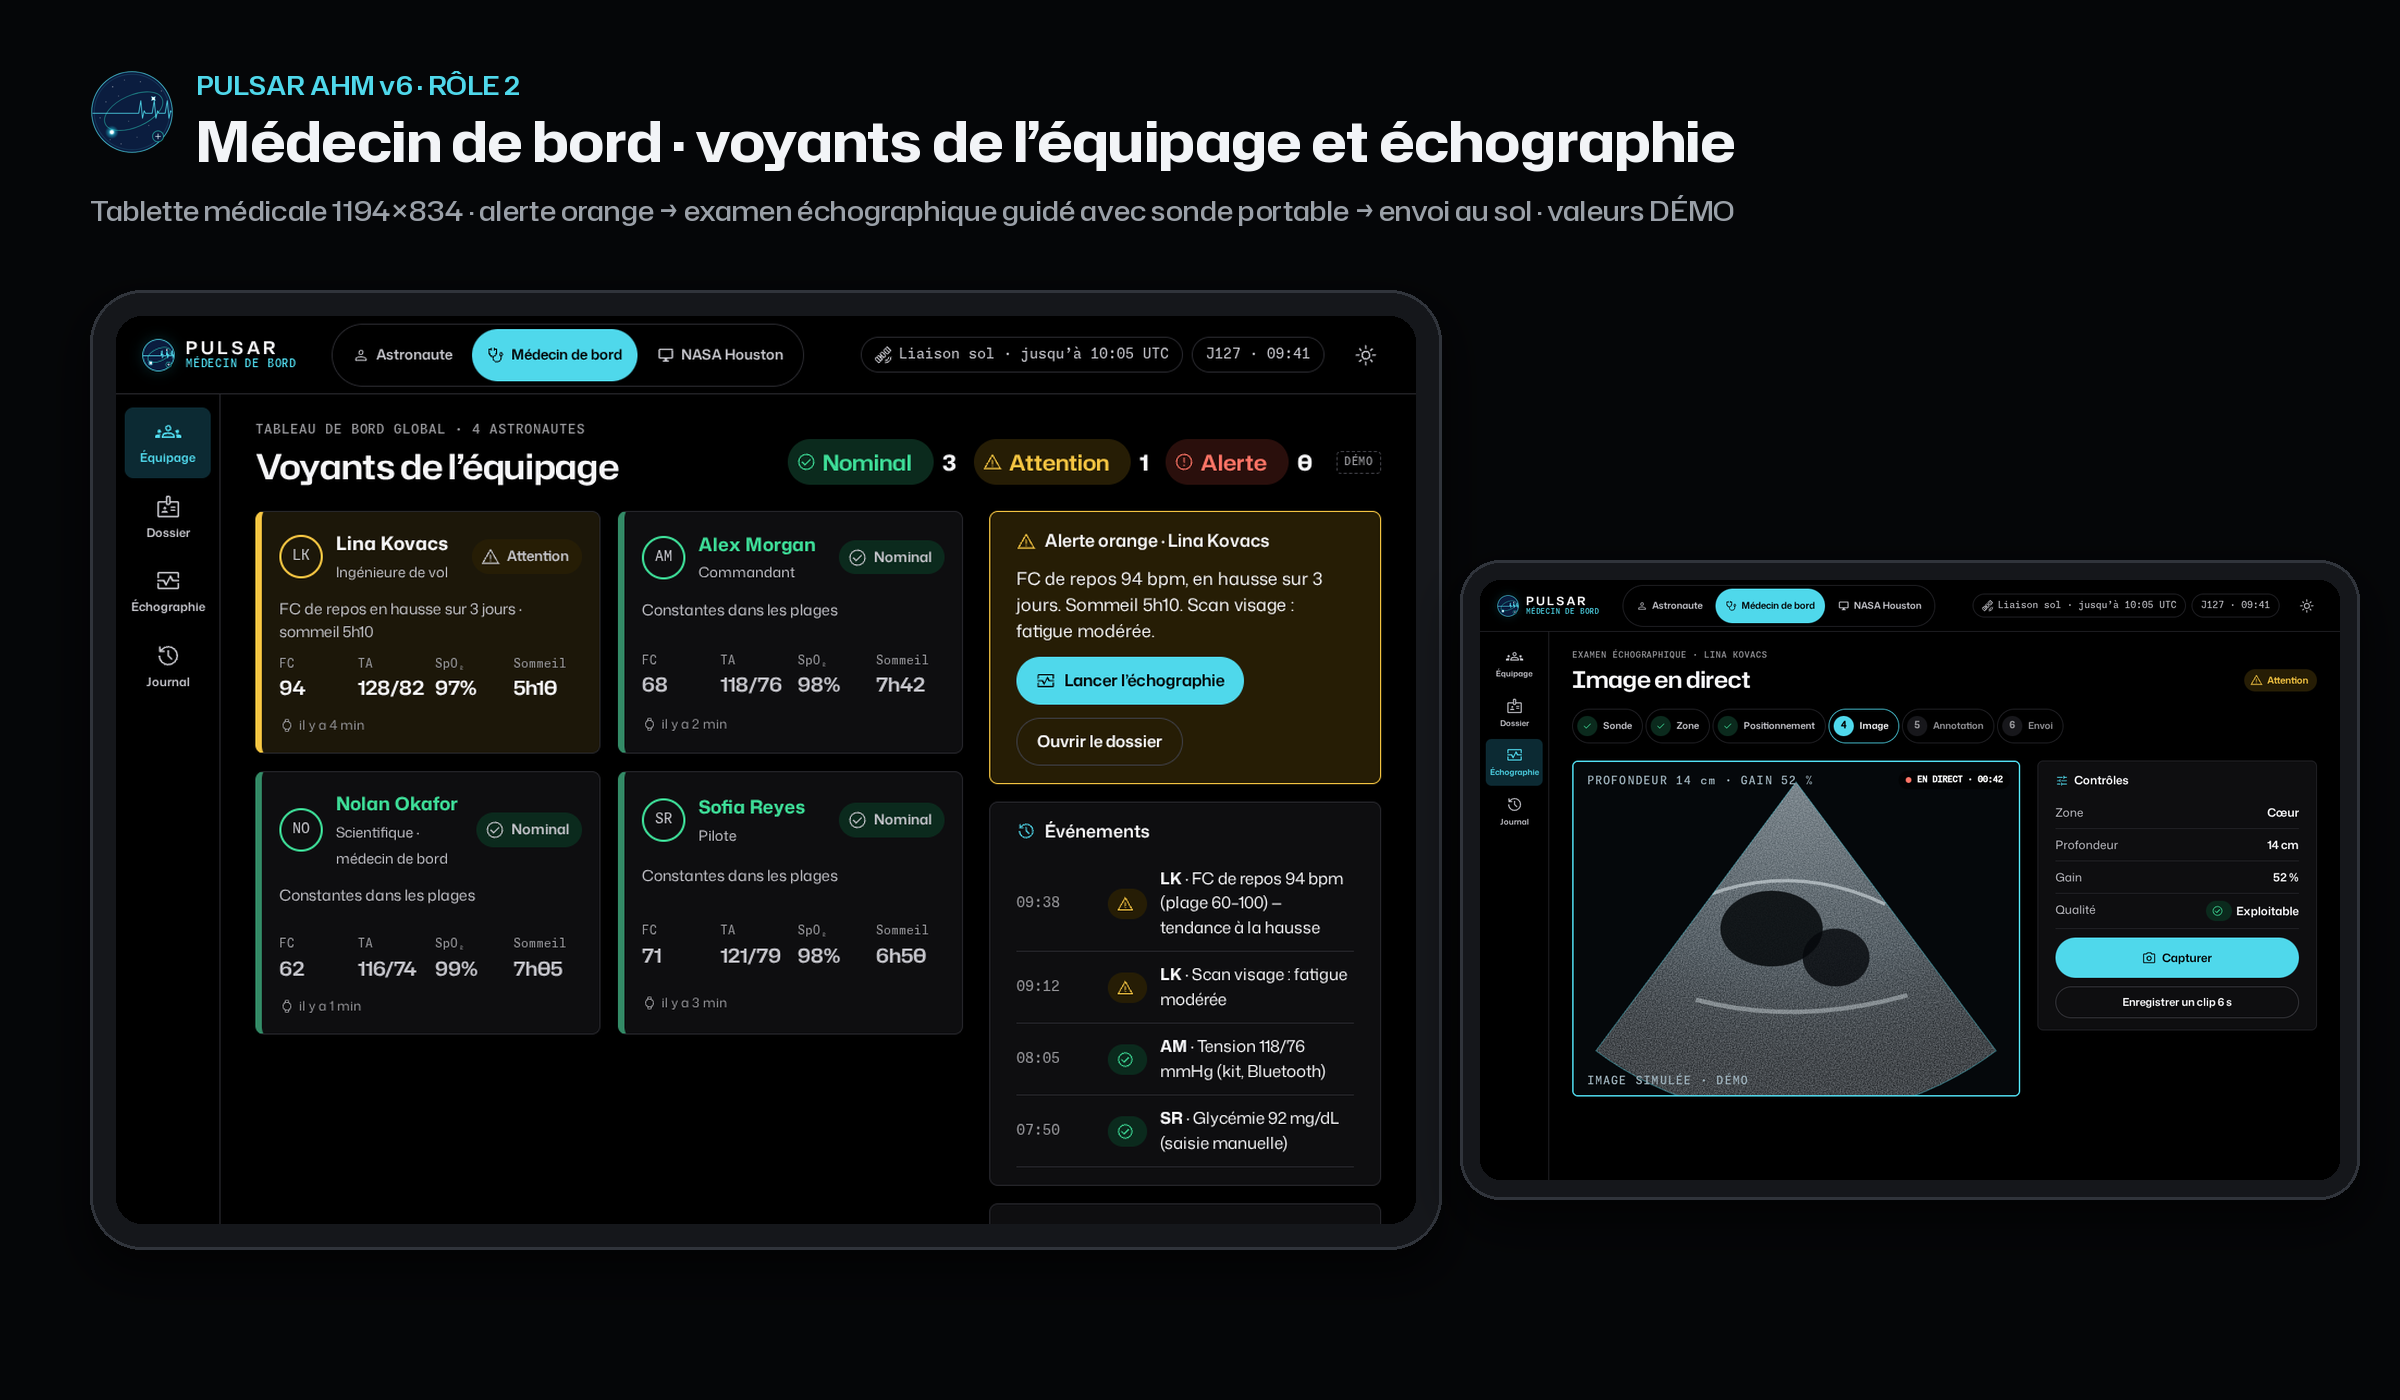 PULSAR AHM v6 · RÔLE 2
Médecin de bord · voyants de l’équipage et échographie
Tablette médicale 1194×834 · alerte orange → examen échographique guidé avec sonde portable → envoi au sol · valeurs DÉMO
PULSAR
MÉDECIN DE BORD
Astronaute
Médecin de bord
NASA Houston
Liaison sol · jusqu’à 10:05 UTC
J127 · 09:41
Équipage
Dossier
Échographie
Journal
TABLEAU DE BORD GLOBAL · 4 ASTRONAUTES
Voyants de l’équipage
Nominal 3
Attention 1
Alerte 0
DÉMO
LK
Lina Kovacs
Ingénieure de vol
Attention
FC de repos en hausse sur 3 jours ·
sommeil 5h10
FC TA SpO₂ Sommeil
94 128/82 97% 5h10
il y a 4 min
AM
Alex Morgan
Commandant
Nominal
Constantes dans les plages
FC TA SpO₂ Sommeil
68 118/76 98% 7h42
il y a 2 min
NO
Nolan Okafor
Scientifique ·
médecin de bord
Nominal
Constantes dans les plages
FC TA SpO₂ Sommeil
62 116/74 99% 7h05
il y a 1 min
SR
Sofia Reyes
Pilote
Nominal
Constantes dans les plages
FC TA SpO₂ Sommeil
71 121/79 98% 6h50
il y a 3 min
Alerte orange · Lina Kovacs
FC de repos 94 bpm, en hausse sur 3
jours. Sommeil 5h10. Scan visage :
fatigue modérée.
Lancer l’échographie
Ouvrir le dossier
Événements
09:38
LK · FC de repos 94 bpm
(plage 60–100) —
tendance à la hausse
09:12
LK · Scan visage : fatigue
modérée
08:05
AM · Tension 118/76
mmHg (kit, Bluetooth)
07:50
SR · Glycémie 92 mg/dL
(saisie manuelle)
PULSAR
MÉDECIN DE BORD
Astronaute
Médecin de bord
NASA Houston
Liaison sol · jusqu’à 10:05 UTC
J127 · 09:41
Équipage
Dossier
Échographie
Journal
EXAMEN ÉCHOGRAPHIQUE · LINA KOVACS
Image en direct
Attention
Sonde
Zone
Positionnement
4 Image
5 Annotation
6 Envoi
PROFONDEUR 14 cm · GAIN 52 %
EN DIRECT · 00:42
IMAGE SIMULÉE · DÉMO
Contrôles
Zone Cœur
Profondeur 14 cm
Gain 52 %
Qualité Exploitable
Capturer
Enregistrer un clip 6 s